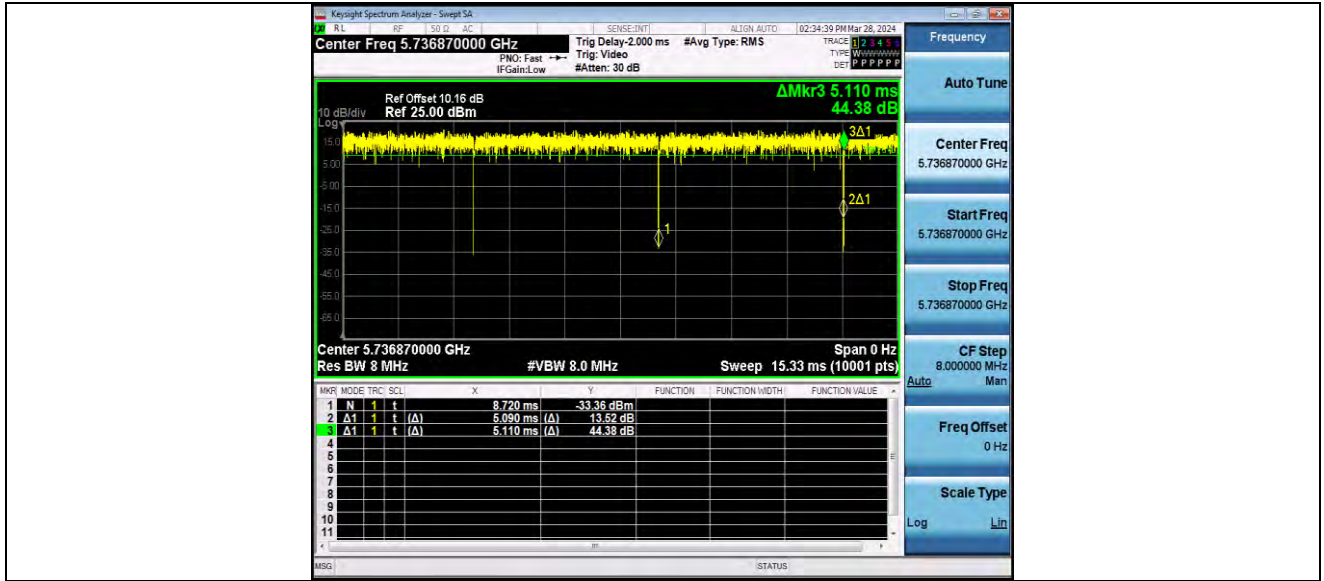 Keysight Spectrum Analyzer - Swept SA
RL RF 50 Ω AC SENSE:INT ALIGN AUTO 02:34:39 PM Mar 28, 2024
Center Freq 5.736870000 GHz
PNO: Fast
IFGain:Low
Trig Delay-2.000 ms
Trig: Video
#Atten: 30 dB
#Avg Type: RMS
TRACE 1 2 3 4 5 6
TYPE
DET P P P P P P
Frequency
ΔMkr3 5.110 ms
44.38 dB
Ref Offset 10.16 dB
10 dB/div Ref 25.00 dBm
Log
15.0
5.00
-5.00
-15.0
-25.0
-35.0
-45.0
-55.0
-65.0
3Δ1
2Δ1
1
Center 5.736870000 GHz Span 0 Hz
Res BW 8 MHz #VBW 8.0 MHz Sweep 15.33 ms (10001 pts)
MKR MODE TRC SCL X Y FUNCTION FUNCTION WIDTH FUNCTION VALUE
1 N 1 t 8.720 ms -33.36 dBm
2 Δ1 1 t (Δ) 5.090 ms (Δ) 13.52 dB
3 Δ1 1 t (Δ) 5.110 ms (Δ) 44.38 dB
4
5
6
7
8
9
10
11
MSG STATUS
Auto Tune
Center Freq
5.736870000 GHz
Start Freq
5.736870000 GHz
Stop Freq
5.736870000 GHz
CF Step
8.000000 MHz
Auto Man
Freq Offset
0 Hz
Scale Type
Log Lin